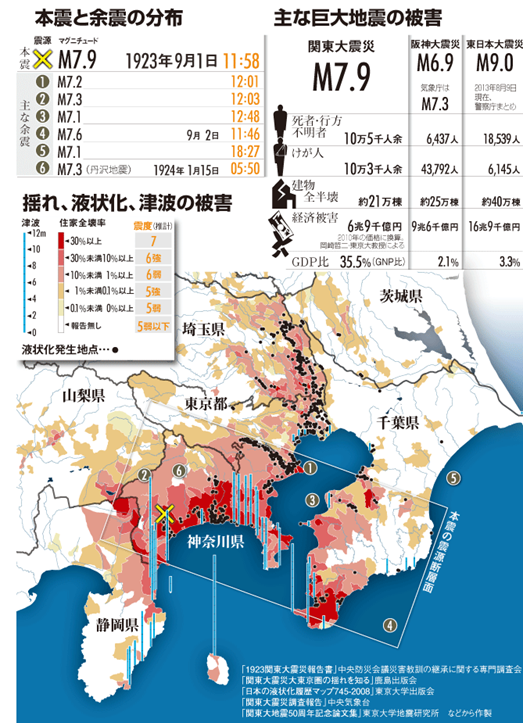 本震と余震の分布
震源 マグニチュード
本震 M7.9 1923年9月1日 11:58
主な余震
① M7.2 12:01
② M7.3 12:03
③ M7.1 12:48
④ M7.6 9月2日 11:46
⑤ M7.1 18:27
⑥ M7.3 (丹沢地震) 1924年1月15日 05:50
主な巨大地震の被害
関東大震災 阪神大震災 東日本大震災
M7.9 M6.9 M9.0
気象庁は M7.3
2013年8月9日
現在、
警察庁まとめ
死者・行方
不明者 10万5千人余 6,437人 18,539人
けが人 10万3千人余 43,792人 6,145人
建物
全半壊 約21万棟 約25万棟 約40万棟
経済被害 6兆9千億円 9兆6千億円 16兆9千億円
2010年の価格に換算。
岡崎哲二・東京大教授による
GDP比 35.5%(GNP比) 2.1% 3.3%
揺れ、液状化、津波の被害
津波 住家全壊率 震度(推計)
12m
10
8
6
4
2
0
30%以上 7
30%未満10%以上 6強
10%未満1%以上 6弱
1%未満0.1%以上 5強
0.1%未満0%以上 5弱
報告無し 5弱以下
液状化発生地点…●
茨城県
埼玉県
山梨県
東京都
千葉県
①
②
⑥
③
⑤
神奈川県
本震の震源断層面
静岡県
④
「1923関東大震災報告書」中央防災会議災害教訓の継承に関する専門調査会
「関東大震災大東京圏の揺れを知る」鹿島出版会
「日本の液状化履歴マップ745-2008」東京大学出版会
「関東大震災調査報告」中央気象台
「関東大地震50周年記念論文集」東京大学地震研究所 などから作製